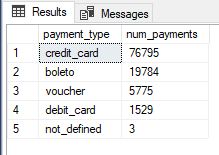 Results Messages
payment_type num_payments
1 credit_card 76795
2 boleto 19784
3 voucher 5775
4 debit_card 1529
5 not_defined 3